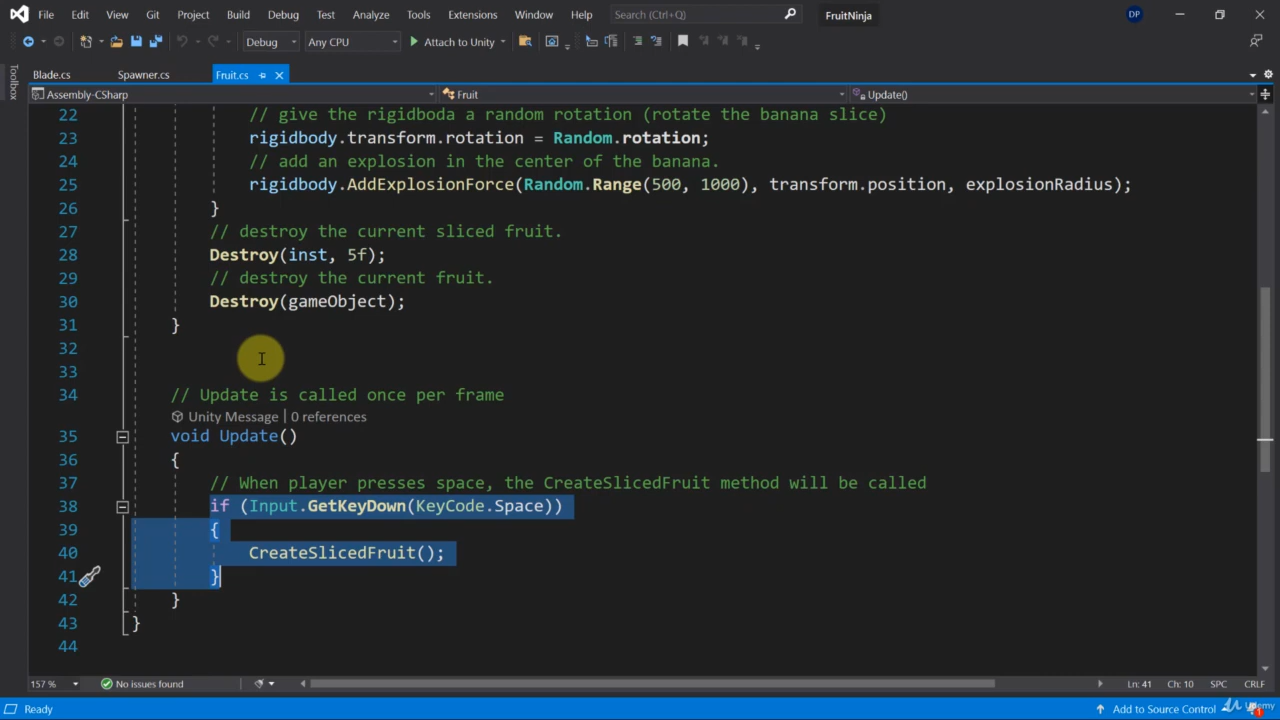 File Edit View Git Project Build Debug Test Analyze Tools Extensions Window Help Search (Ctrl+Q) FruitNinja DP
Debug Any CPU Attach to Unity
Toolbox
Blade.cs Spawner.cs Fruit.cs
Assembly-CSharp Fruit Update()
22 // give the rigidboda a random rotation (rotate the banana slice)
23 rigidbody.transform.rotation = Random.rotation;
24 // add an explosion in the center of the banana.
25 rigidbody.AddExplosionForce(Random.Range(500, 1000), transform.position, explosionRadius);
26 }
27 // destroy the current sliced fruit.
28 Destroy(inst, 5f);
29 // destroy the current fruit.
30 Destroy(gameObject);
31 }
32
33
34 // Update is called once per frame
Unity Message | 0 references
35 void Update()
36 {
37 // When player presses space, the CreateSlicedFruit method will be called
38 if (Input.GetKeyDown(KeyCode.Space))
39 {
40 CreateSlicedFruit();
41 }
42 }
43 }
44
157 % No issues found Ln: 41 Ch: 10 SPC CRLF
Ready Add to Source Control Udemy 1